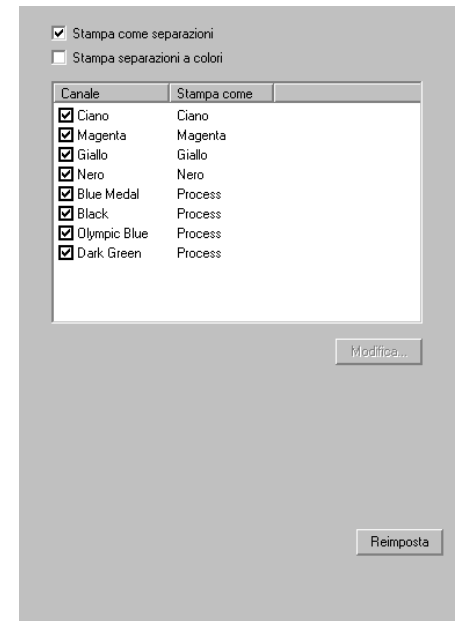 Stampa come separazioni
Stampa separazioni a colori
Canale Stampa come
Ciano Ciano
Magenta Magenta
Giallo Giallo
Nero Nero
Blue Medal Process
Black Process
Olympic Blue Process
Dark Green Process
Modifica...
Reimposta